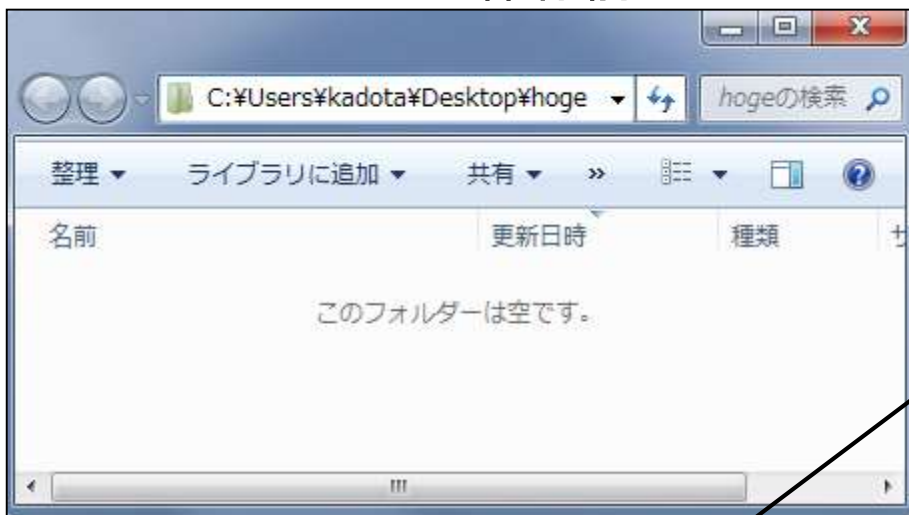 C:¥Users¥kadota¥Desktop¥hoge
hogeの検索
整理 ライブラリに追加 共有 »
名前 更新日時 種類 サ
このフォルダーは空です。